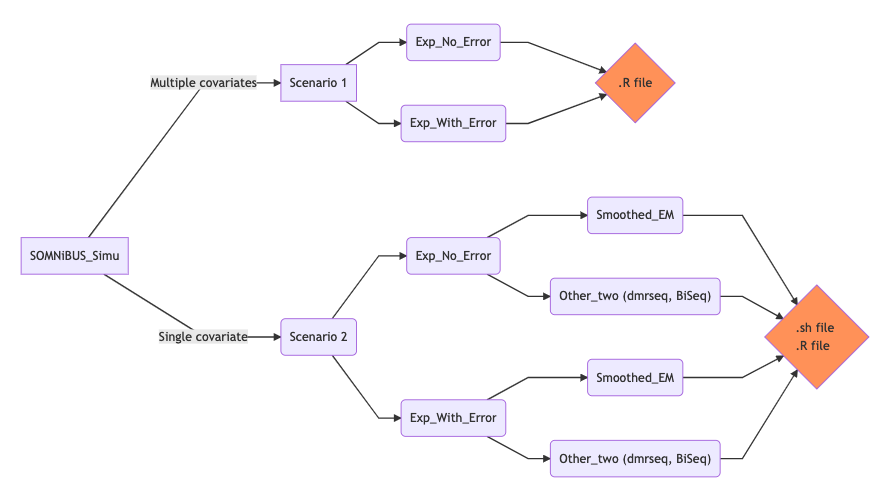 Exp_No_Error
Multiple covariates
Scenario 1
.R file
Exp_With_Error
Smoothed_EM
SOMNiBUS_Simu
Exp_No_Error
Other_two (dmrseq, BiSeq)
Single covariate
Scenario 2
.sh file
.R file
Smoothed_EM
Exp_With_Error
Other_two (dmrseq, BiSeq)